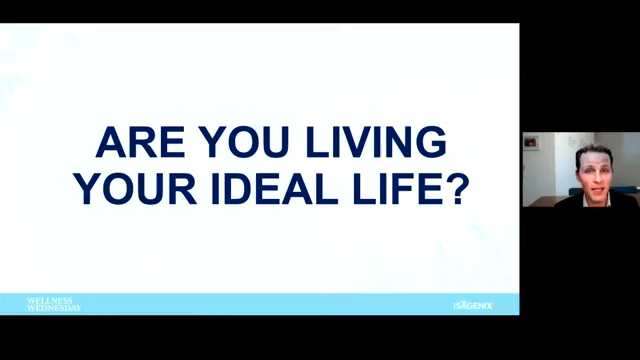 ARE YOU LIVING
YOUR IDEAL LIFE?
WELLNESS
WEDNESDAY
ISAGENIX